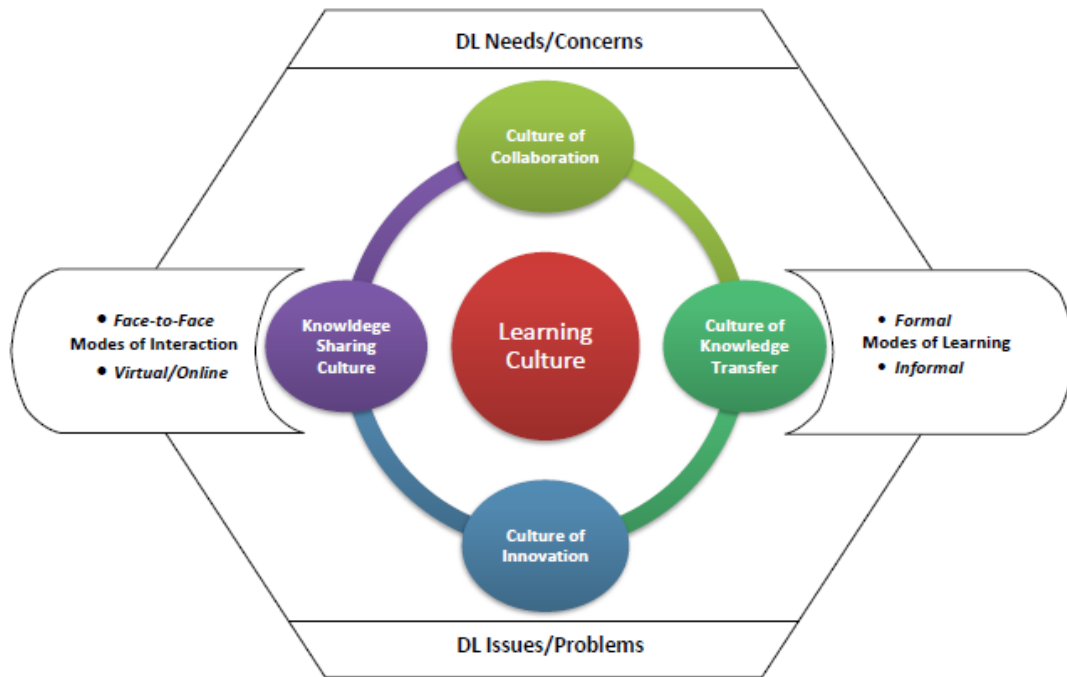 DL Needs/Concerns
Culture of
Collaboration
• Face-to-Face
Modes of Interaction
• Virtual/Online
Knowldege
Sharing
Culture
Learning
Culture
Culture of
Knowledge
Transfer
• Formal
Modes of Learning
• Informal
Culture of
Innovation
DL Issues/Problems